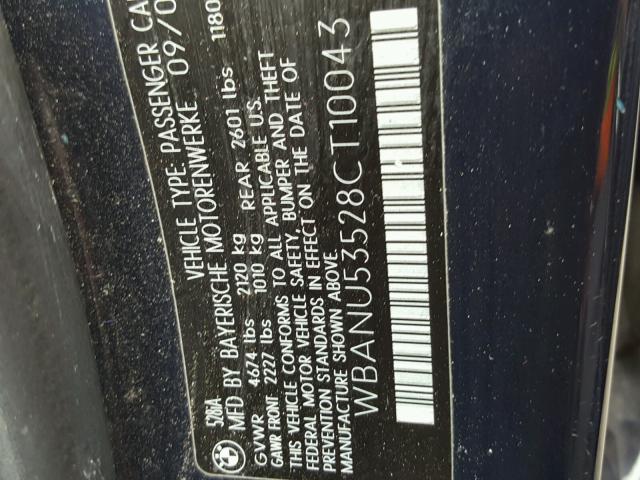 528iA VEHICLE TYPE: PASSENGER CA
MFD BY BAYERISCHE MOTORENWERKE 09/0
GVWR 4674 lbs 2120 kg 1180
GAWR FRONT 2227 lbs 1010 kg REAR 2601 lbs
THIS VEHICLE CONFORMS TO ALL APPLICABLE U.S.
FEDERAL MOTOR VEHICLE SAFETY, BUMPER AND THEFT
PREVENTION STANDARDS IN EFFECT ON THE DATE OF
MANUFACTURE SHOWN ABOVE
WBANU53528CT10043